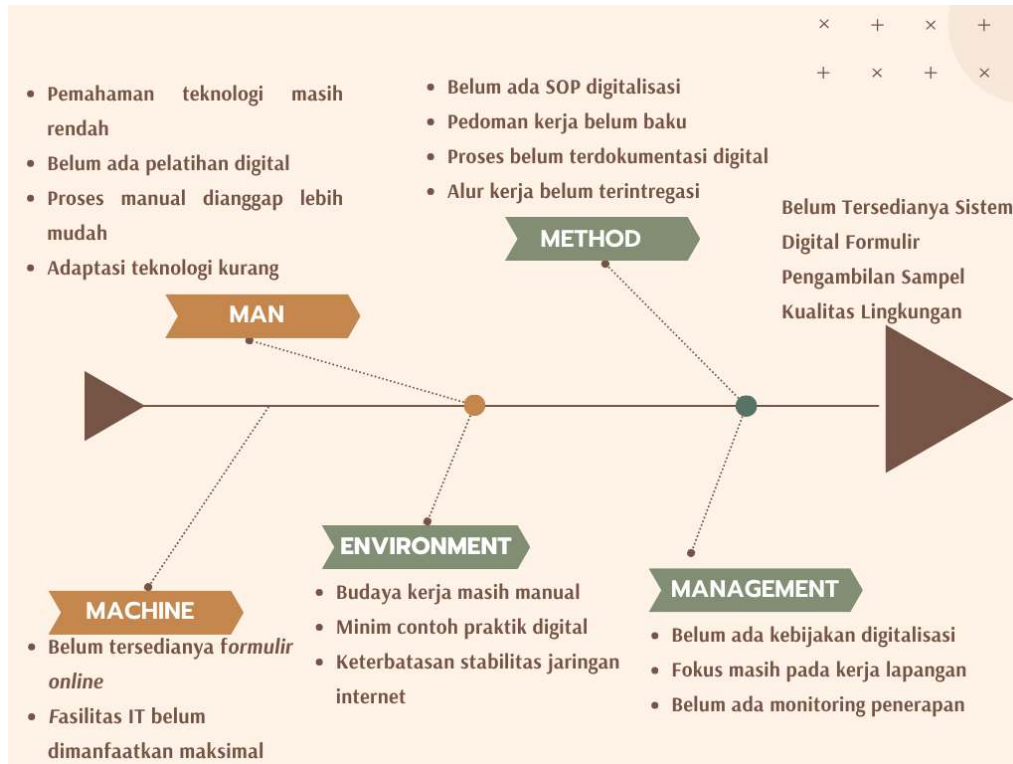 Pemahaman teknologi masih
rendah
Belum ada pelatihan digital
Proses manual dianggap lebih
mudah
Adaptasi teknologi kurang
MAN
Belum ada SOP digitalisasi
Pedoman kerja belum baku
Proses belum terdokumentasi digital
Alur kerja belum terintregasi
METHOD
Belum Tersedianya Sistem
Digital Formulir
Pengambilan Sampel
Kualitas Lingkungan
MACHINE
Belum tersedianya formulir
online
Fasilitas IT belum
dimanfaatkan maksimal
ENVIRONMENT
Budaya kerja masih manual
Minim contoh praktik digital
Keterbatasan stabilitas jaringan
internet
MANAGEMENT
Belum ada kebijakan digitalisasi
Fokus masih pada kerja lapangan
Belum ada monitoring penerapan